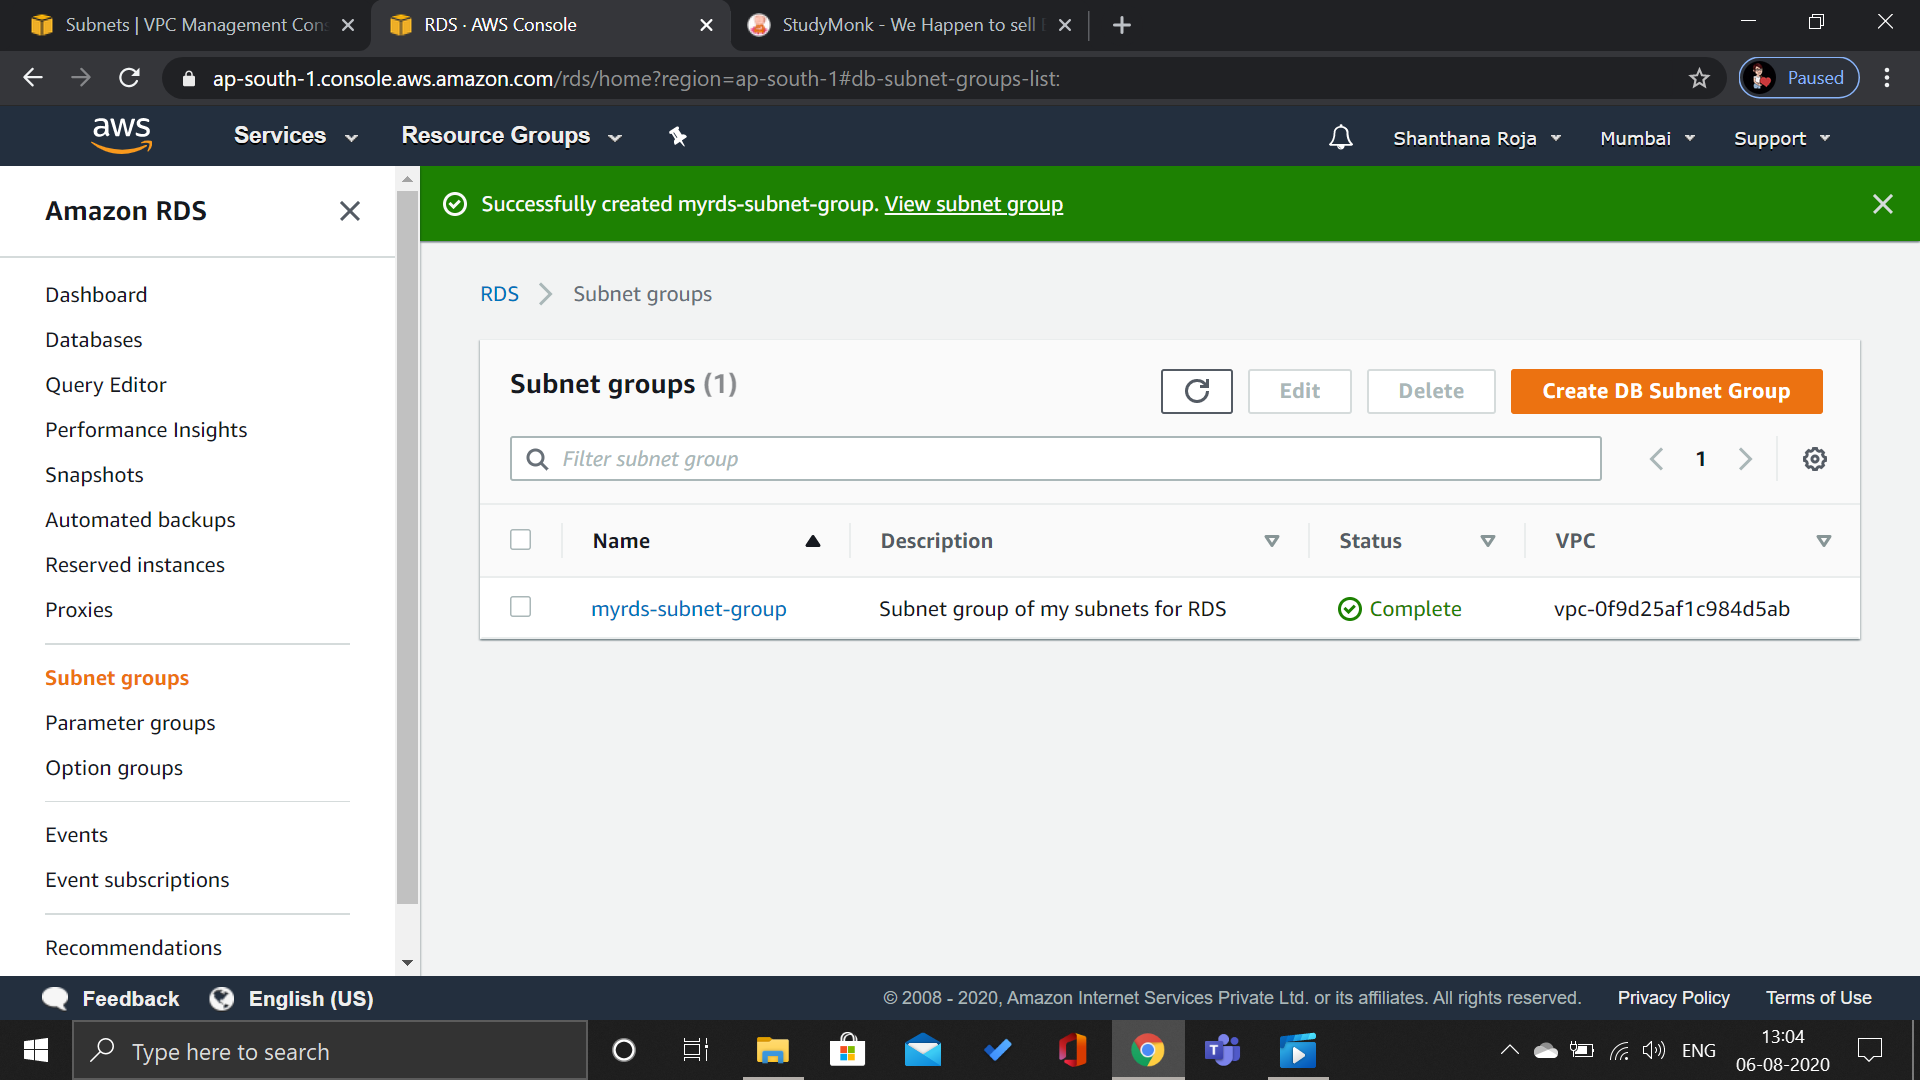 Subnets | VPC Management Con
RDS · AWS Console
StudyMonk - We Happen to sell
ap-south-1.console.aws.amazon.com/rds/home?region=ap-south-1#db-subnet-groups-list:
Paused
aws
Services
Resource Groups
Shanthana Roja
Mumbai
Support
Amazon RDS
Successfully created myrds-subnet-group. View subnet group
Dashboard
Databases
Query Editor
Performance Insights
Snapshots
Automated backups
Reserved instances
Proxies
Subnet groups
Parameter groups
Option groups
Events
Event subscriptions
Recommendations
RDS
Subnet groups
Subnet groups (1)
Edit
Delete
Create DB Subnet Group
Filter subnet group
1
Name
Description
Status
VPC
myrds-subnet-group
Subnet group of my subnets for RDS
Complete
vpc-0f9d25af1c984d5ab
Feedback
English (US)
© 2008 - 2020, Amazon Internet Services Private Ltd. or its affiliates. All rights reserved.
Privacy Policy
Terms of Use
Type here to search
ENG
13:04
06-08-2020